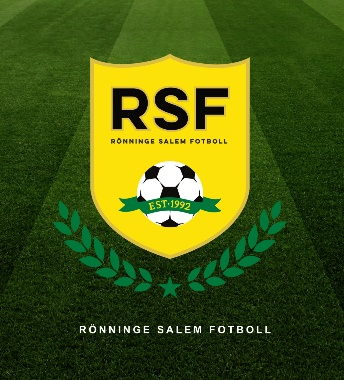 RSF
RÖNNINGE SALEM FOTBOLL
EST·1992
RÖNNINGE SALEM FOTBOLL